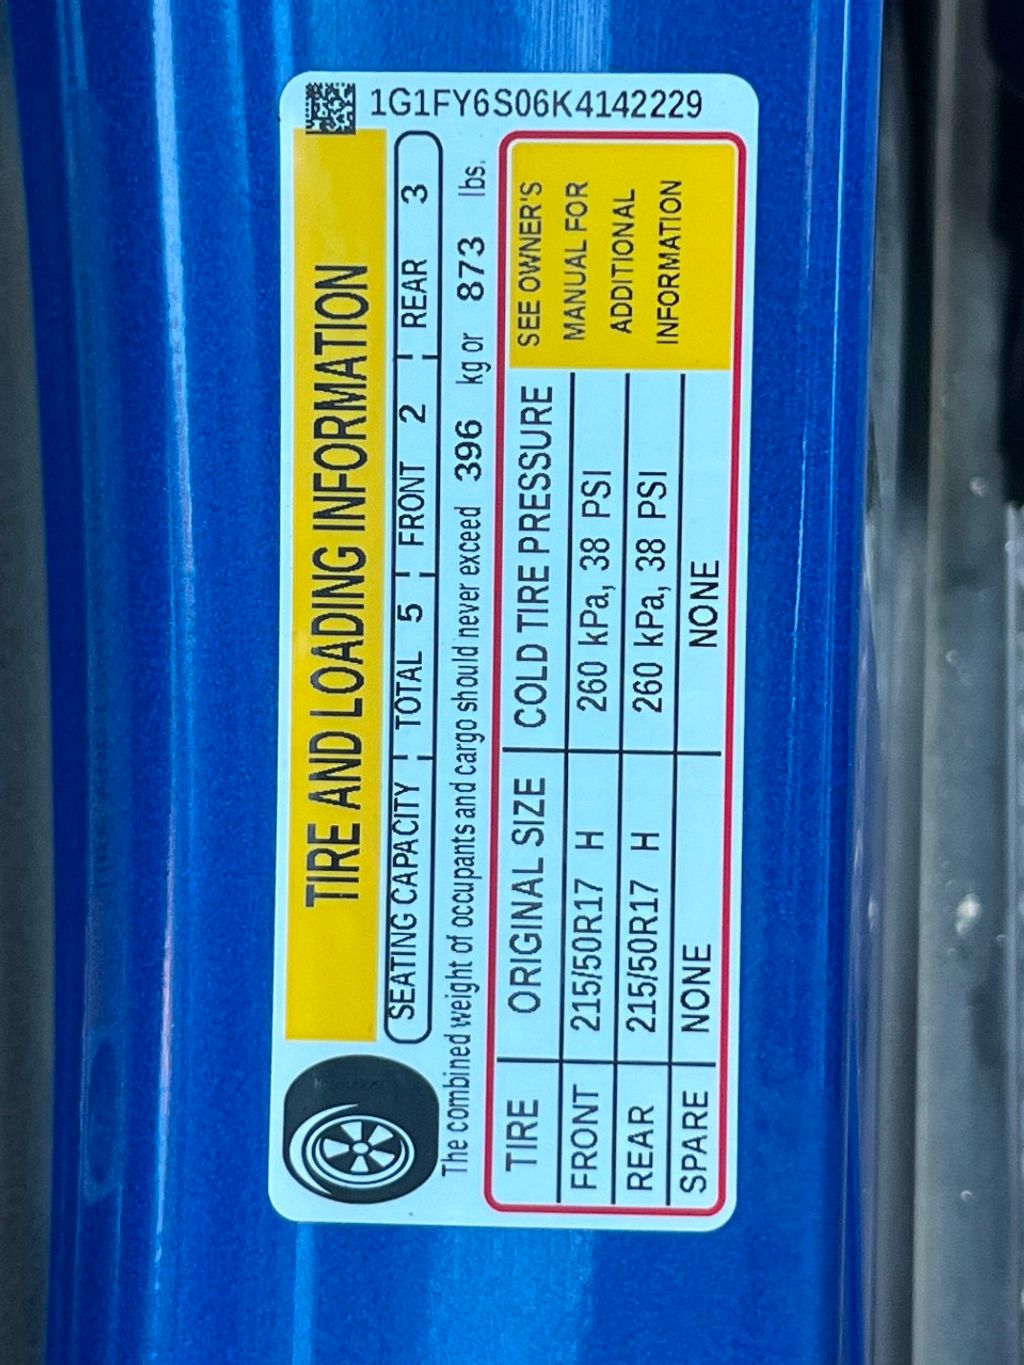 1G1FY6S06K4142229
TIRE AND LOADING INFORMATION
SEATING CAPACITY TOTAL 5 FRONT 2 REAR 3
The combined weight of occupants and cargo should never exceed 396 kg or 873 lbs.
TIRE ORIGINAL SIZE COLD TIRE PRESSURE
FRONT 215/50R17 H 260 kPa, 38 PSI
REAR 215/50R17 H 260 kPa, 38 PSI
SPARE NONE NONE
SEE OWNER'S
MANUAL FOR
ADDITIONAL
INFORMATION